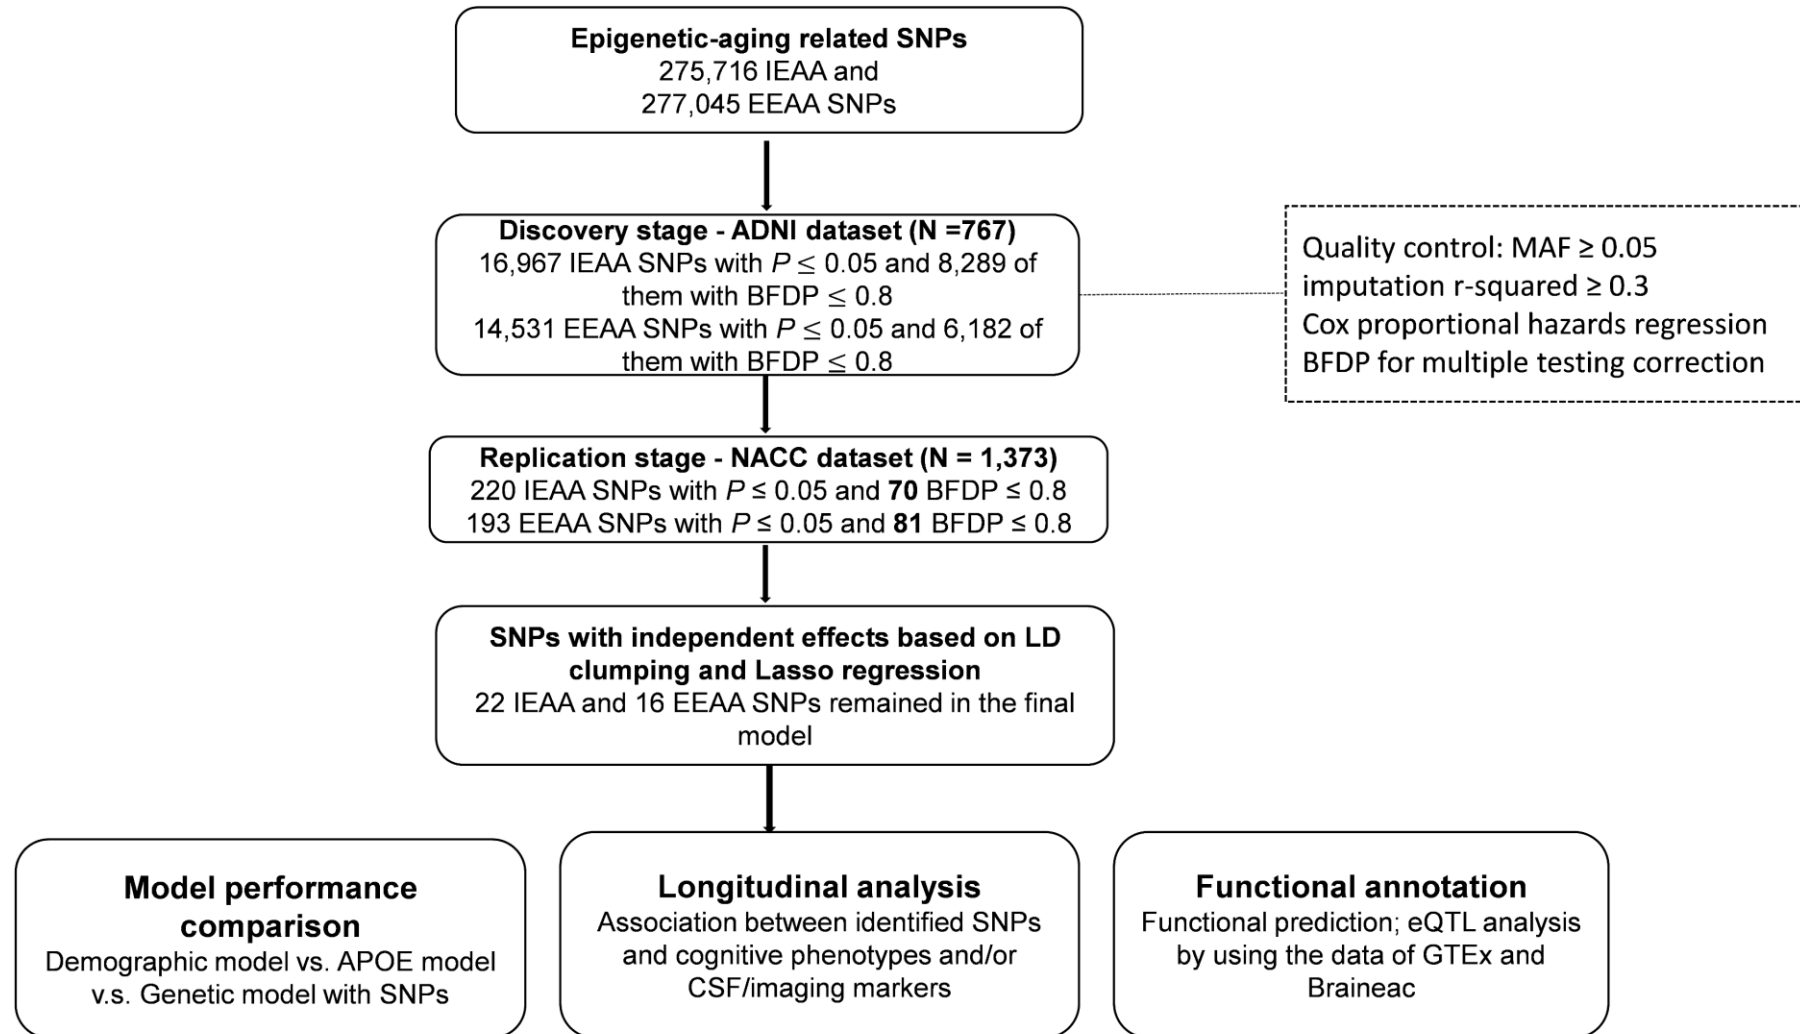 Epigenetic-aging related SNPs
275,716 IEAA and
277,045 EEAA SNPs
Discovery stage - ADNI dataset (N =767)
16,967 IEAA SNPs with P ≤ 0.05 and 8,289 of
them with BFDP ≤ 0.8
14,531 EEAA SNPs with P ≤ 0.05 and 6,182 of
them with BFDP ≤ 0.8
Quality control: MAF ≥ 0.05
imputation r-squared ≥ 0.3
Cox proportional hazards regression
BFDP for multiple testing correction
Replication stage - NACC dataset (N = 1,373)
220 IEAA SNPs with P ≤ 0.05 and 70 BFDP ≤ 0.8
193 EEAA SNPs with P ≤ 0.05 and 81 BFDP ≤ 0.8
SNPs with independent effects based on LD
clumping and Lasso regression
22 IEAA and 16 EEAA SNPs remained in the final
model
Model performance
comparison
Demographic model vs. APOE model
v.s. Genetic model with SNPs
Longitudinal analysis
Association between identified SNPs
and cognitive phenotypes and/or
CSF/imaging markers
Functional annotation
Functional prediction; eQTL analysis
by using the data of GTEx and
Braineac